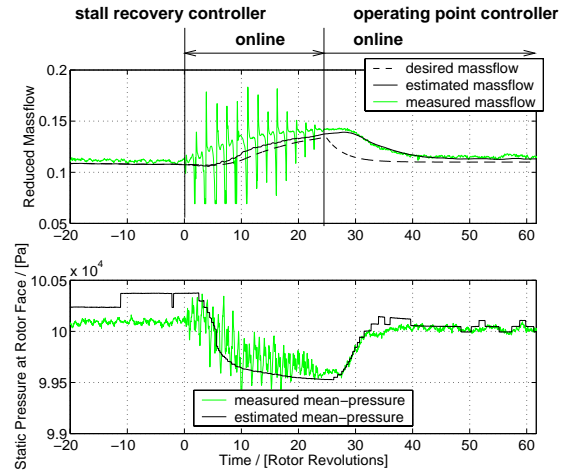 stall recovery controller operating point controller
online online
desired massflow
estimated massflow
measured massflow
Reduced Massflow
0.2
0.15
0.1
0.05
-20 -10 0 10 20 30 40 50 60
Static Pressure at Rotor Face / [Pa]
x 10^4
10.05
10
9.95
9.9
measured mean-pressure
estimated mean-pressure
-20 -10 0 10 20 30 40 50 60
Time / [Rotor Revolutions]